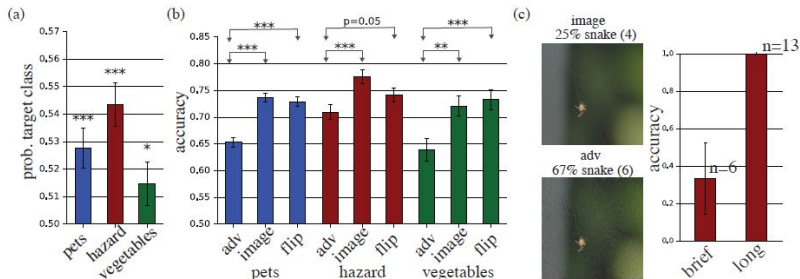 (a)
prob. target class
0.57
0.56
0.55
0.54
0.53
0.52
0.51
0.50
***
***
*
pets
hazard
vegetables
(b)
accuracy
0.85
0.80
0.75
0.70
0.65
0.60
0.55
0.50
***
***
p=0.05
***
***
**
adv
image
flip
adv
image
flip
adv
image
flip
pets
hazard
vegetables
(c)
image
25% snake (4)
adv
67% snake (6)
accuracy
1.0
0.8
0.6
0.4
0.2
0.0
n=6
n=13
brief
long